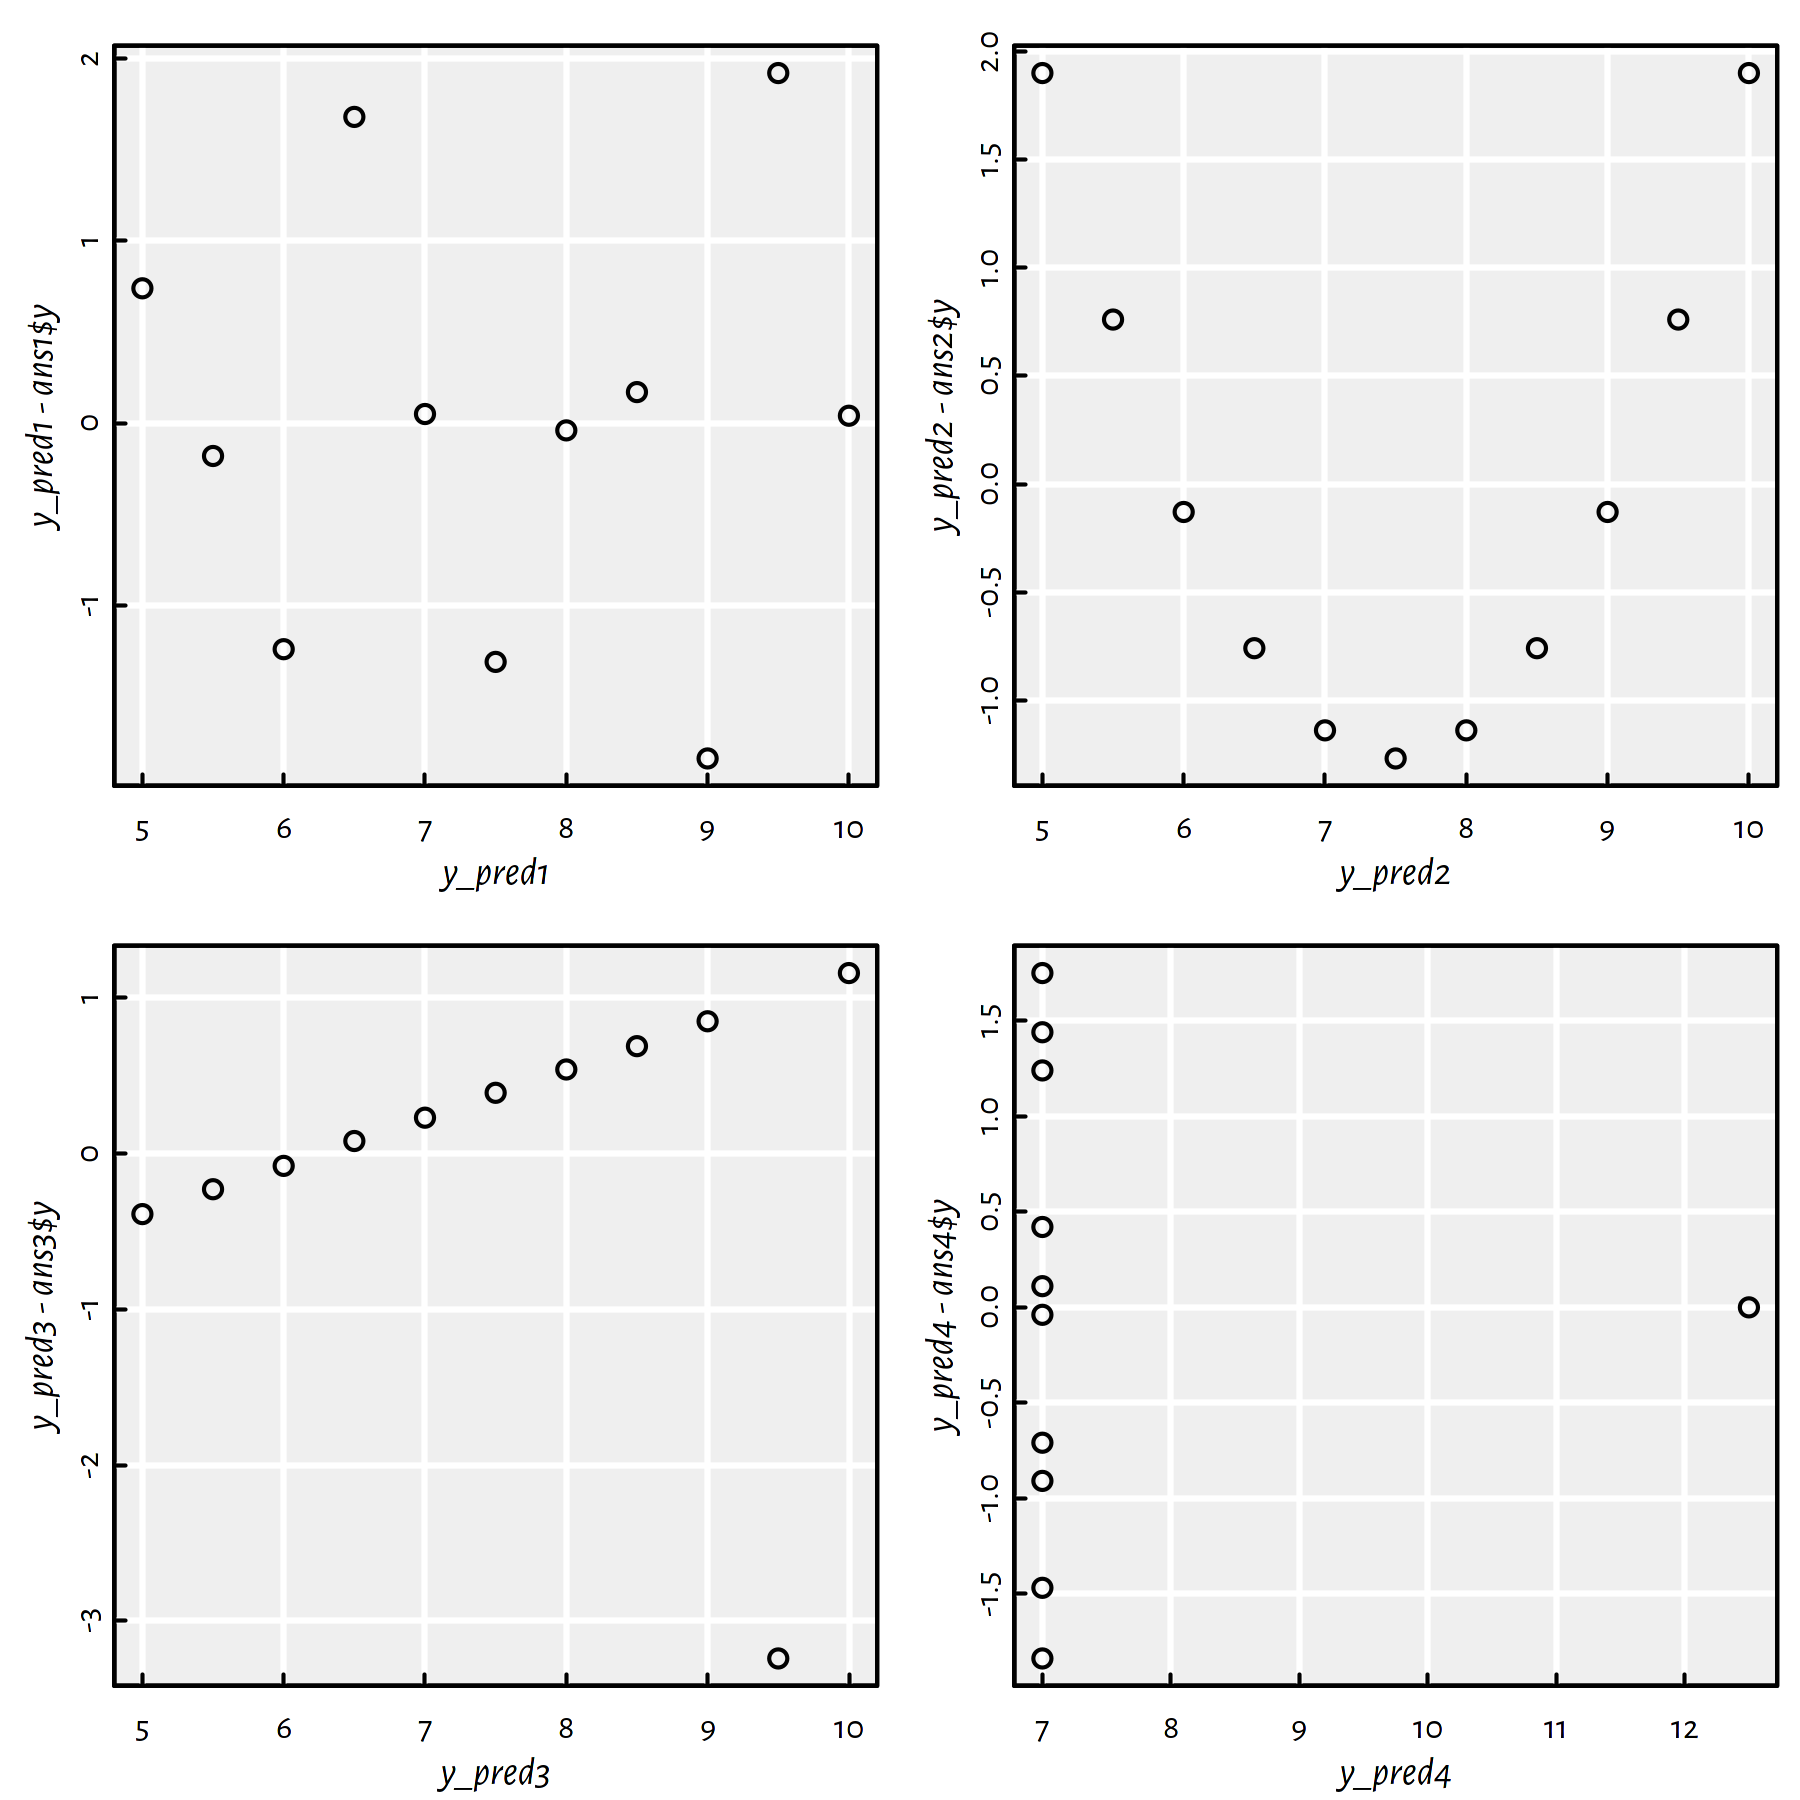 2
1
0
-1
y_pred1 - ans1$y
5 6 7 8 9 10
y_pred1
2.0
1.5
1.0
0.5
0.0
-0.5
-1.0
y_pred2 - ans2$y
5 6 7 8 9 10
y_pred2
1
0
-1
-2
-3
y_pred3 - ans3$y
5 6 7 8 9 10
y_pred3
1.5
1.0
0.5
0.0
-0.5
-1.0
-1.5
y_pred4 - ans4$y
7 8 9 10 11 12
y_pred4